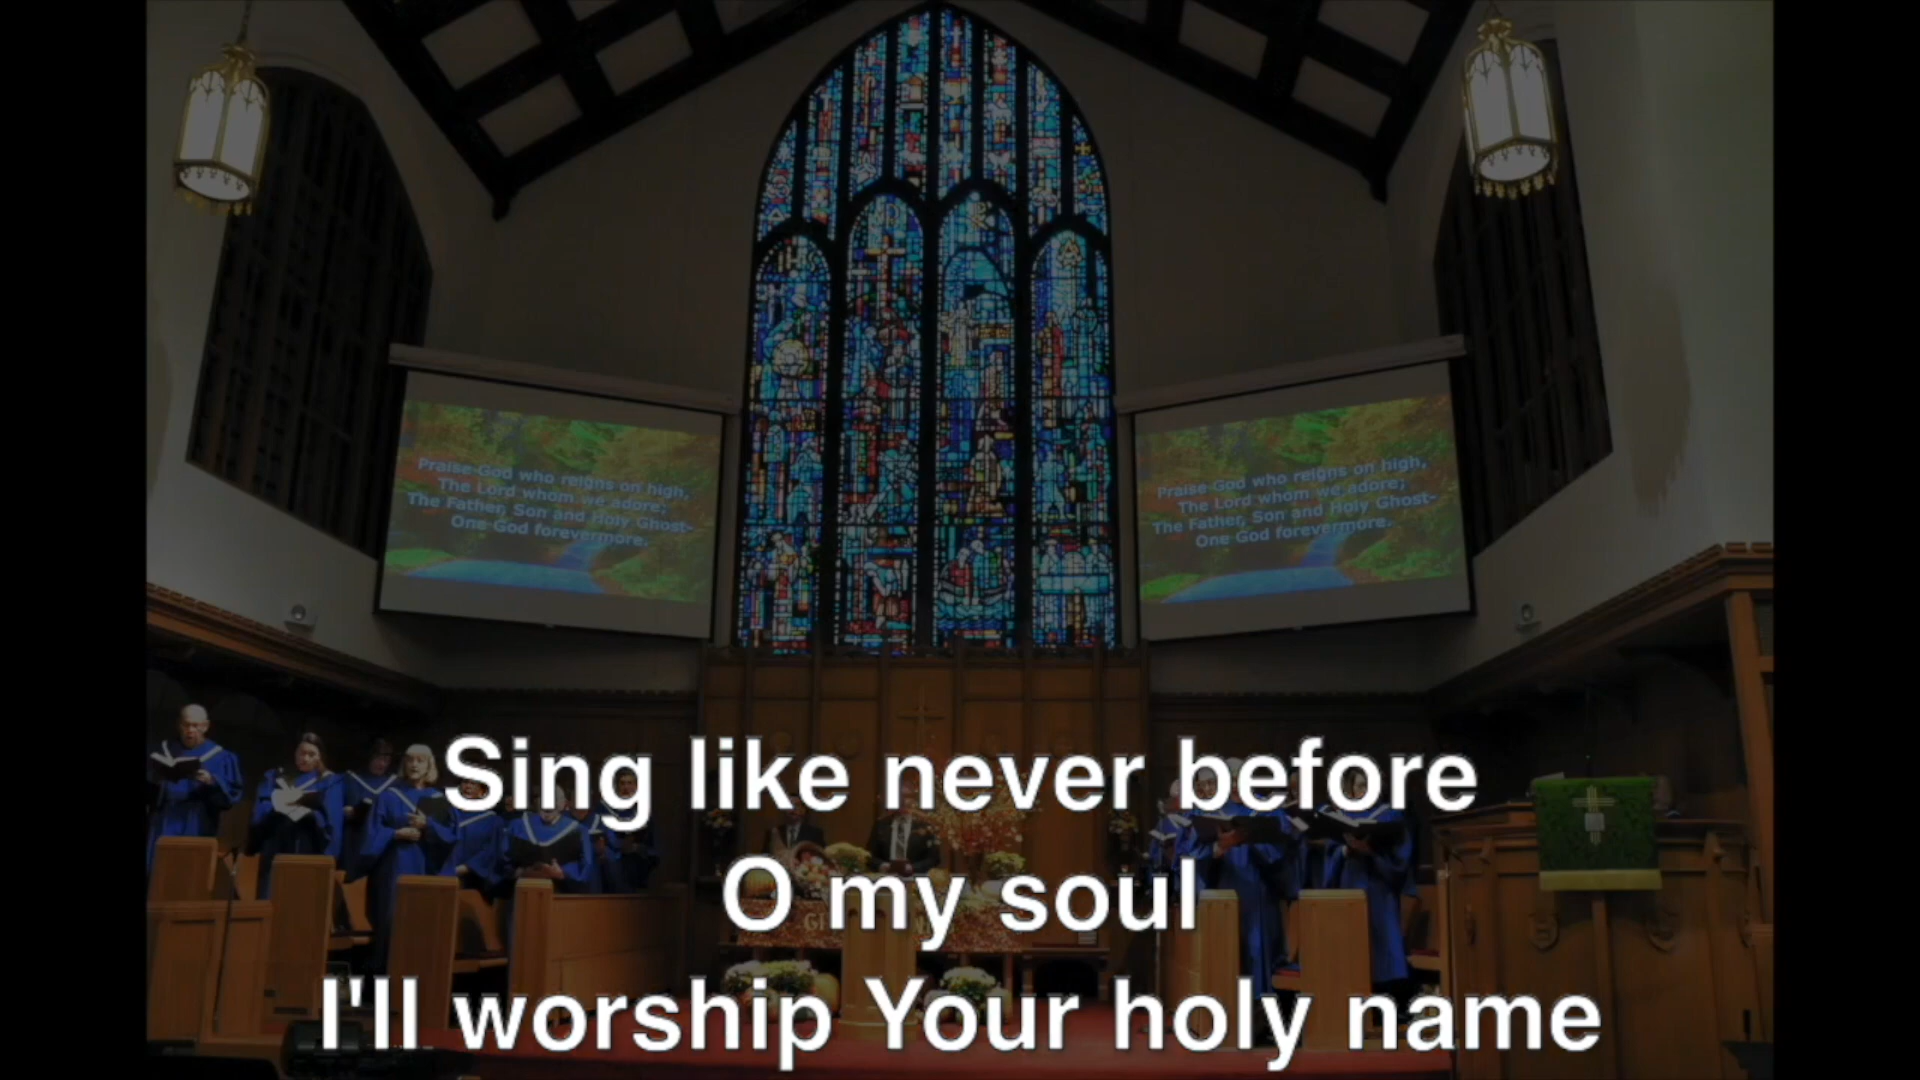 Praise God who reigns on high,
The Lord whom we adore;
The Father, Son and Holy Ghost-
One God forevermore.
Praise God who reigns on high,
The Lord whom we adore;
The Father, Son and Holy Ghost-
One God forevermore.
Sing like never before
O my soul
I'll worship Your holy name